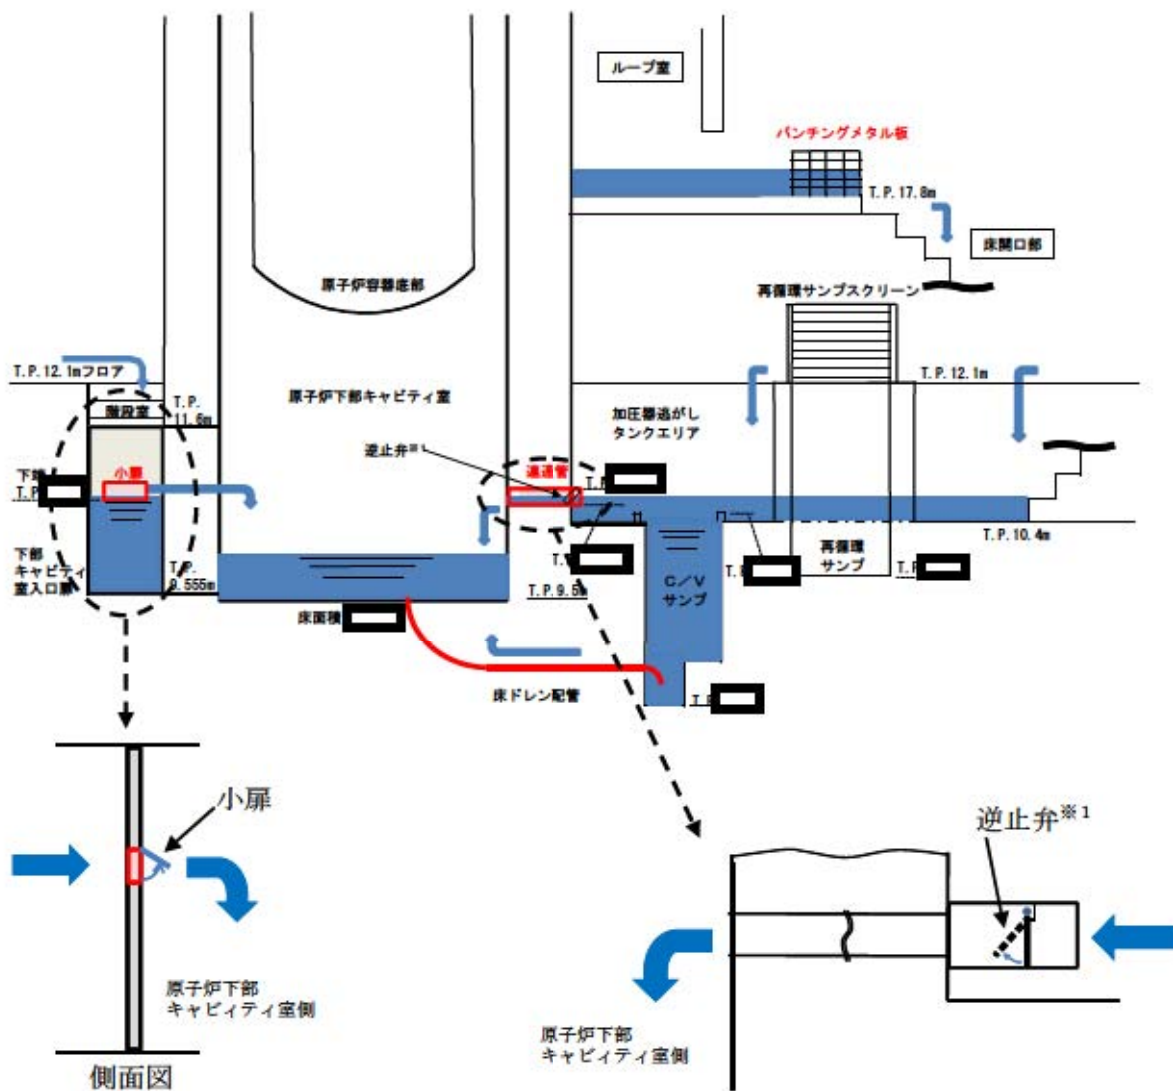 ループ室
パンチングメタル板
T.P.17.8m
床開口部
原子炉容器底部
再循環サンプスクリーン
T.P.12.1mフロア
T.P.12.1m
階段室
T.P.
11.6m
原子炉下部キャビティ室
加圧器逃がし
タンクエリア
逆止弁※1
連通管
小扉
T.P.10.4m
下部
キャビティ
室入口扉
T.P.
9.555m
T.P.9.5m
C/V
サンプ
再循環
サンプ
床面積
床ドレン配管
小扉
逆止弁※1
原子炉下部
キャビィティ室側
原子炉下部
キャビィティ室側
側面図